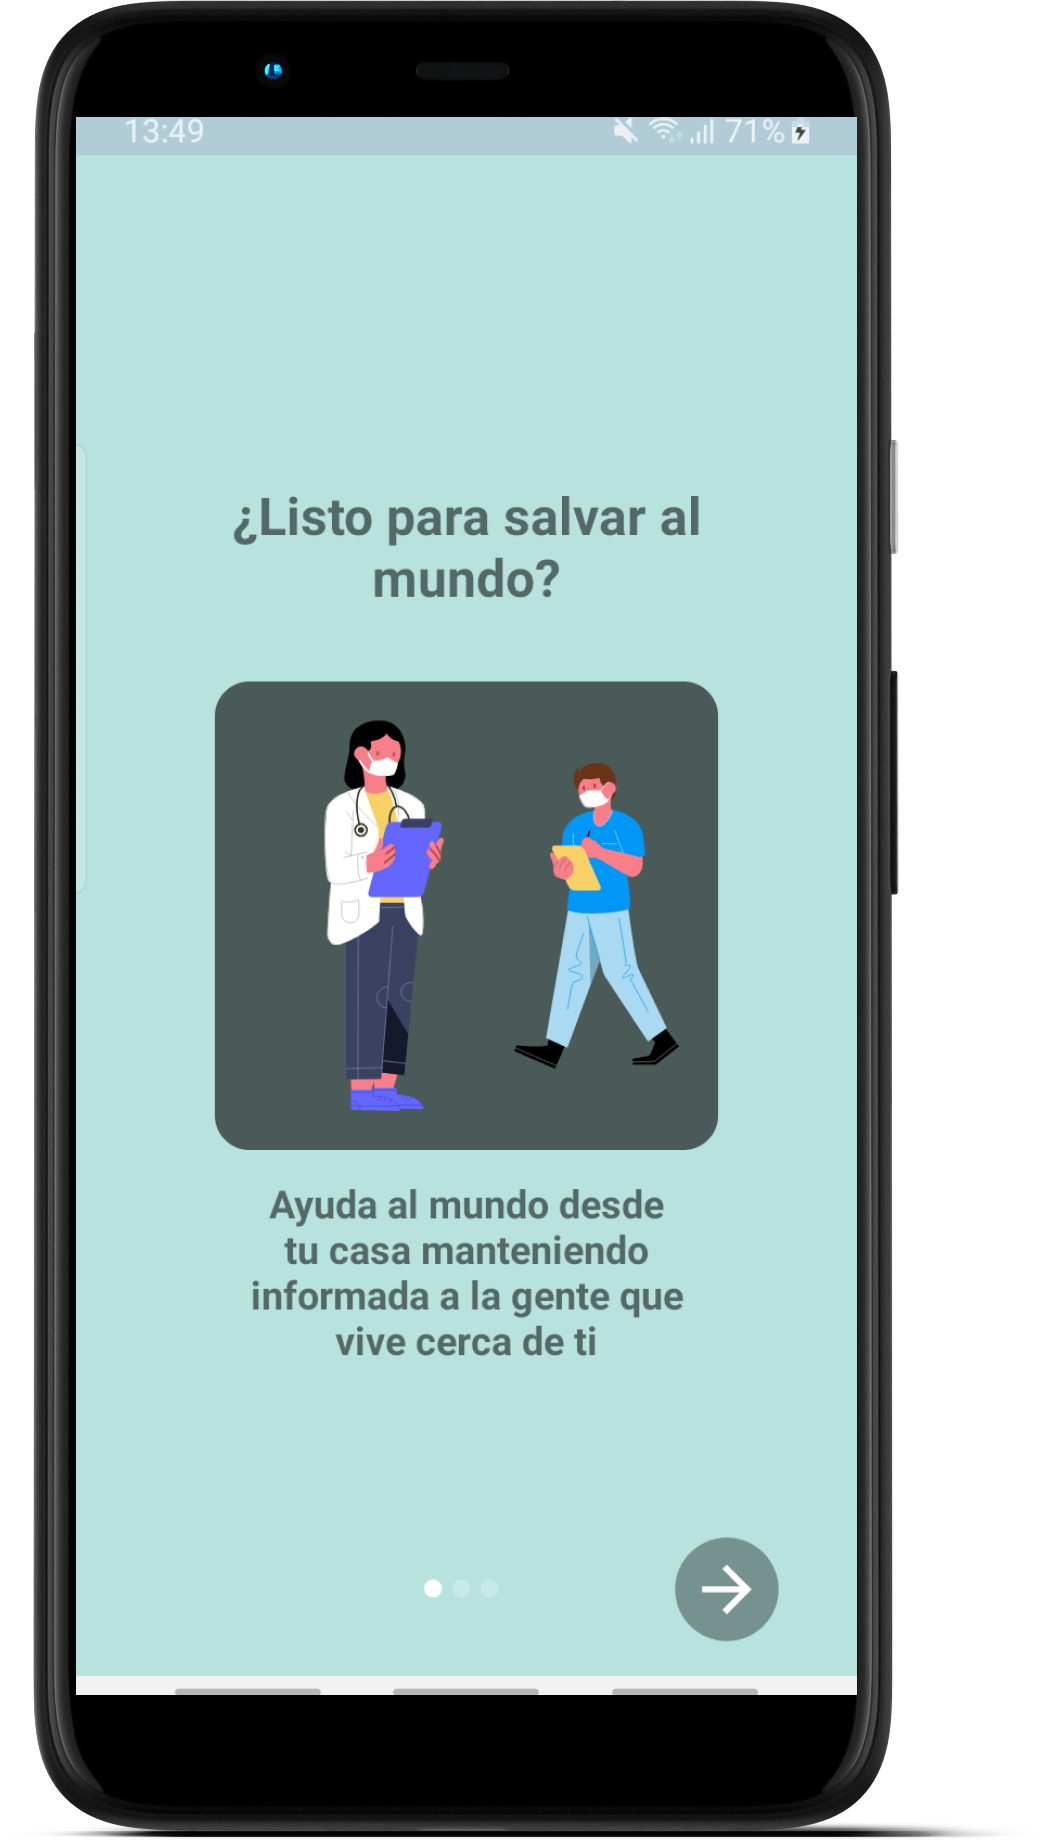 13:49 71%
¿Listo para salvar al
mundo?
Ayuda al mundo desde
tu casa manteniendo
informada a la gente que
vive cerca de ti